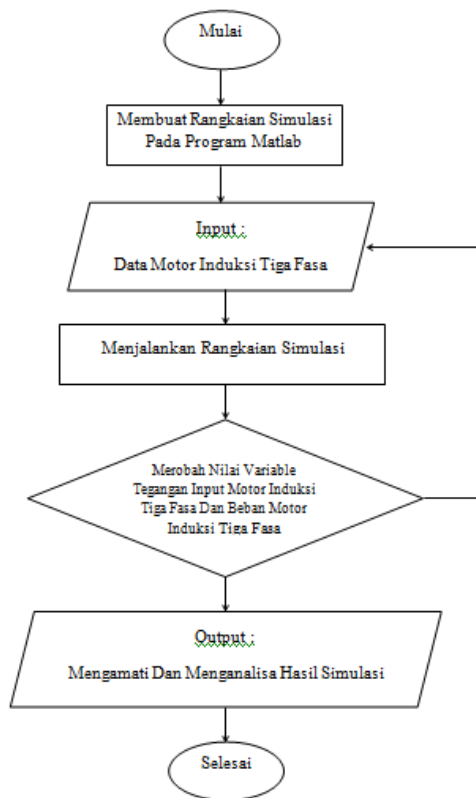 Mulai
Membuat Rangkaian Simulasi
Pada Program Matlab
Input :
Data Motor Induksi Tiga Fasa
Menjalankan Rangkaian Simulasi
Merobah Nilai Variable
Tegangan Input Motor Induksi
Tiga Fasa Dan Beban Motor
Induksi Tiga Fasa
Output :
Mengamati Dan Menganalisa Hasil Simulasi
Selesai